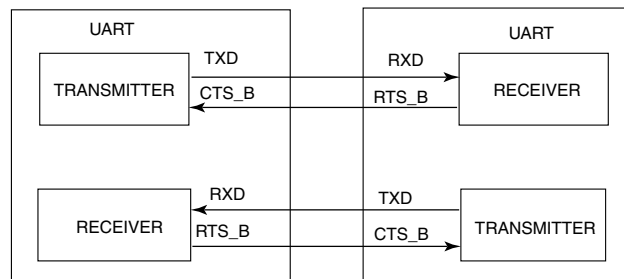 UART UART
TXD RXD
TRANSMITTER CTS_B RTS_B RECEIVER
RXD TXD
RECEIVER RTS_B CTS_B TRANSMITTER